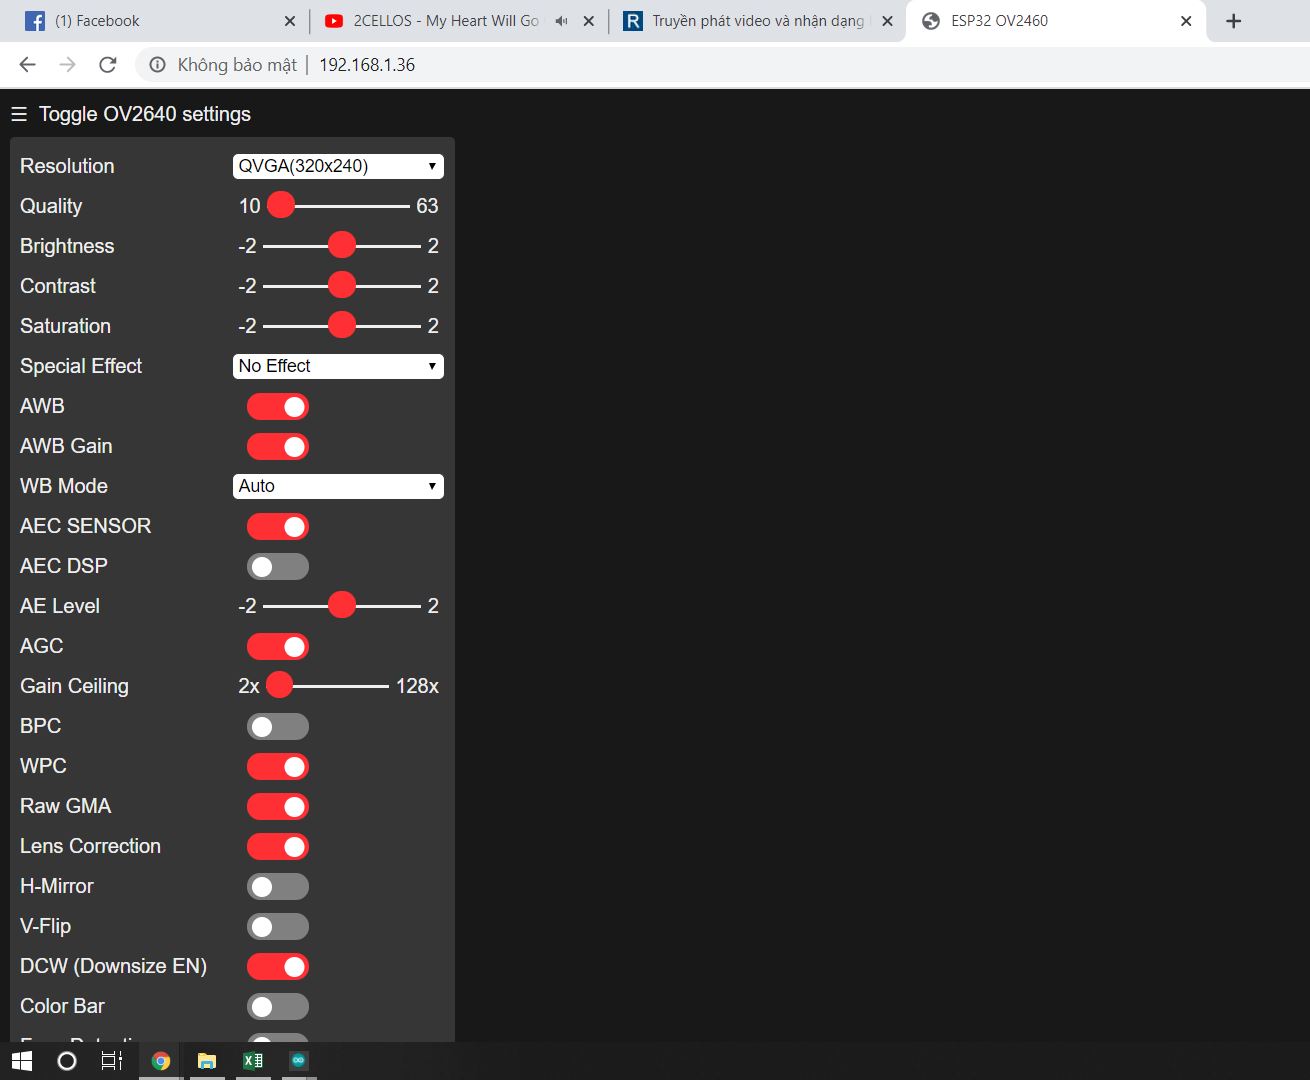 (1) Facebook
2CELLOS - My Heart Will Go
Truyền phát video và nhận dạng
ESP32 OV2460
Không bảo mật
192.168.1.36
Toggle OV2640 settings
Resolution QVGA(320x240)
Quality 10 63
Brightness -2 2
Contrast -2 2
Saturation -2 2
Special Effect No Effect
AWB
AWB Gain
WB Mode Auto
AEC SENSOR
AEC DSP
AE Level -2 2
AGC
Gain Ceiling 2x 128x
BPC
WPC
Raw GMA
Lens Correction
H-Mirror
V-Flip
DCW (Downsize EN)
Color Bar